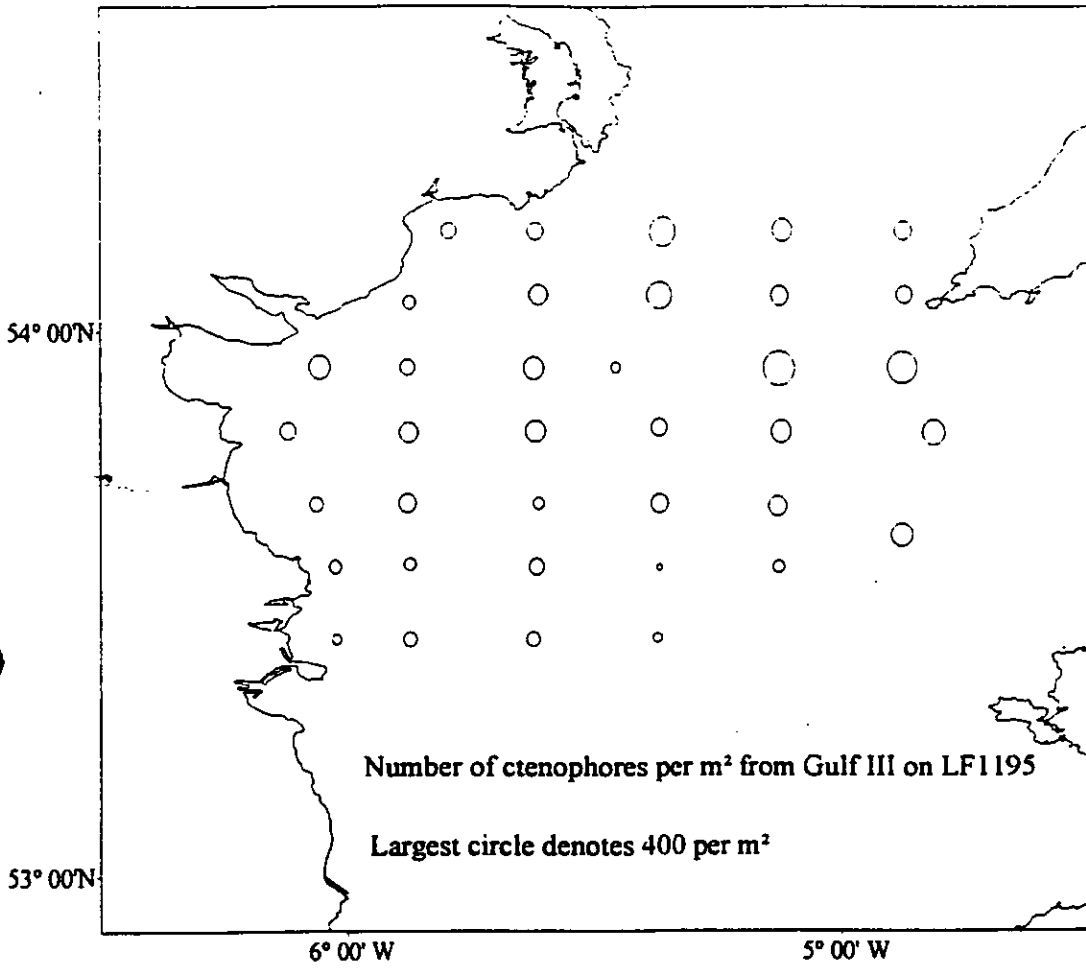 54° 00'N
Number of ctenophores per m² from Gulf III on LF1195
Largest circle denotes 400 per m²
53° 00'N
6° 00' W
5° 00' W